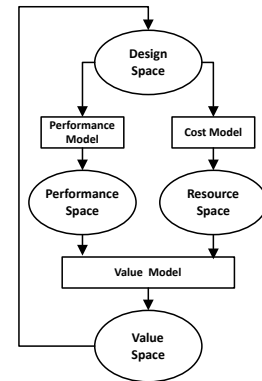 Design
Space
Performance
Model
Cost Model
Performance
Space
Resource
Space
Value Model
Value
Space